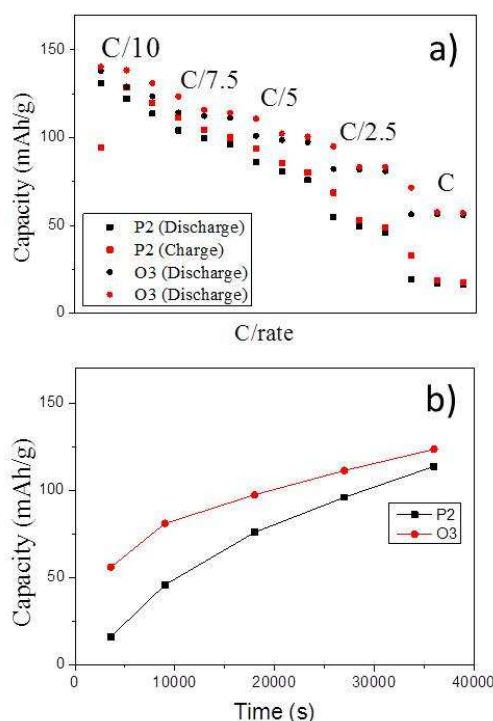 a)
150
C/10
C/7.5
C/5
100
C/2.5
C
50
0
Capacity (mAh/g)
P2 (Discharge)
P2 (Charge)
O3 (Discharge)
O3 (Discharge)
C/rate
b)
150
100
50
0
Capacity (mAh/g)
P2
O3
0 10000 20000 30000 40000
Time (s)